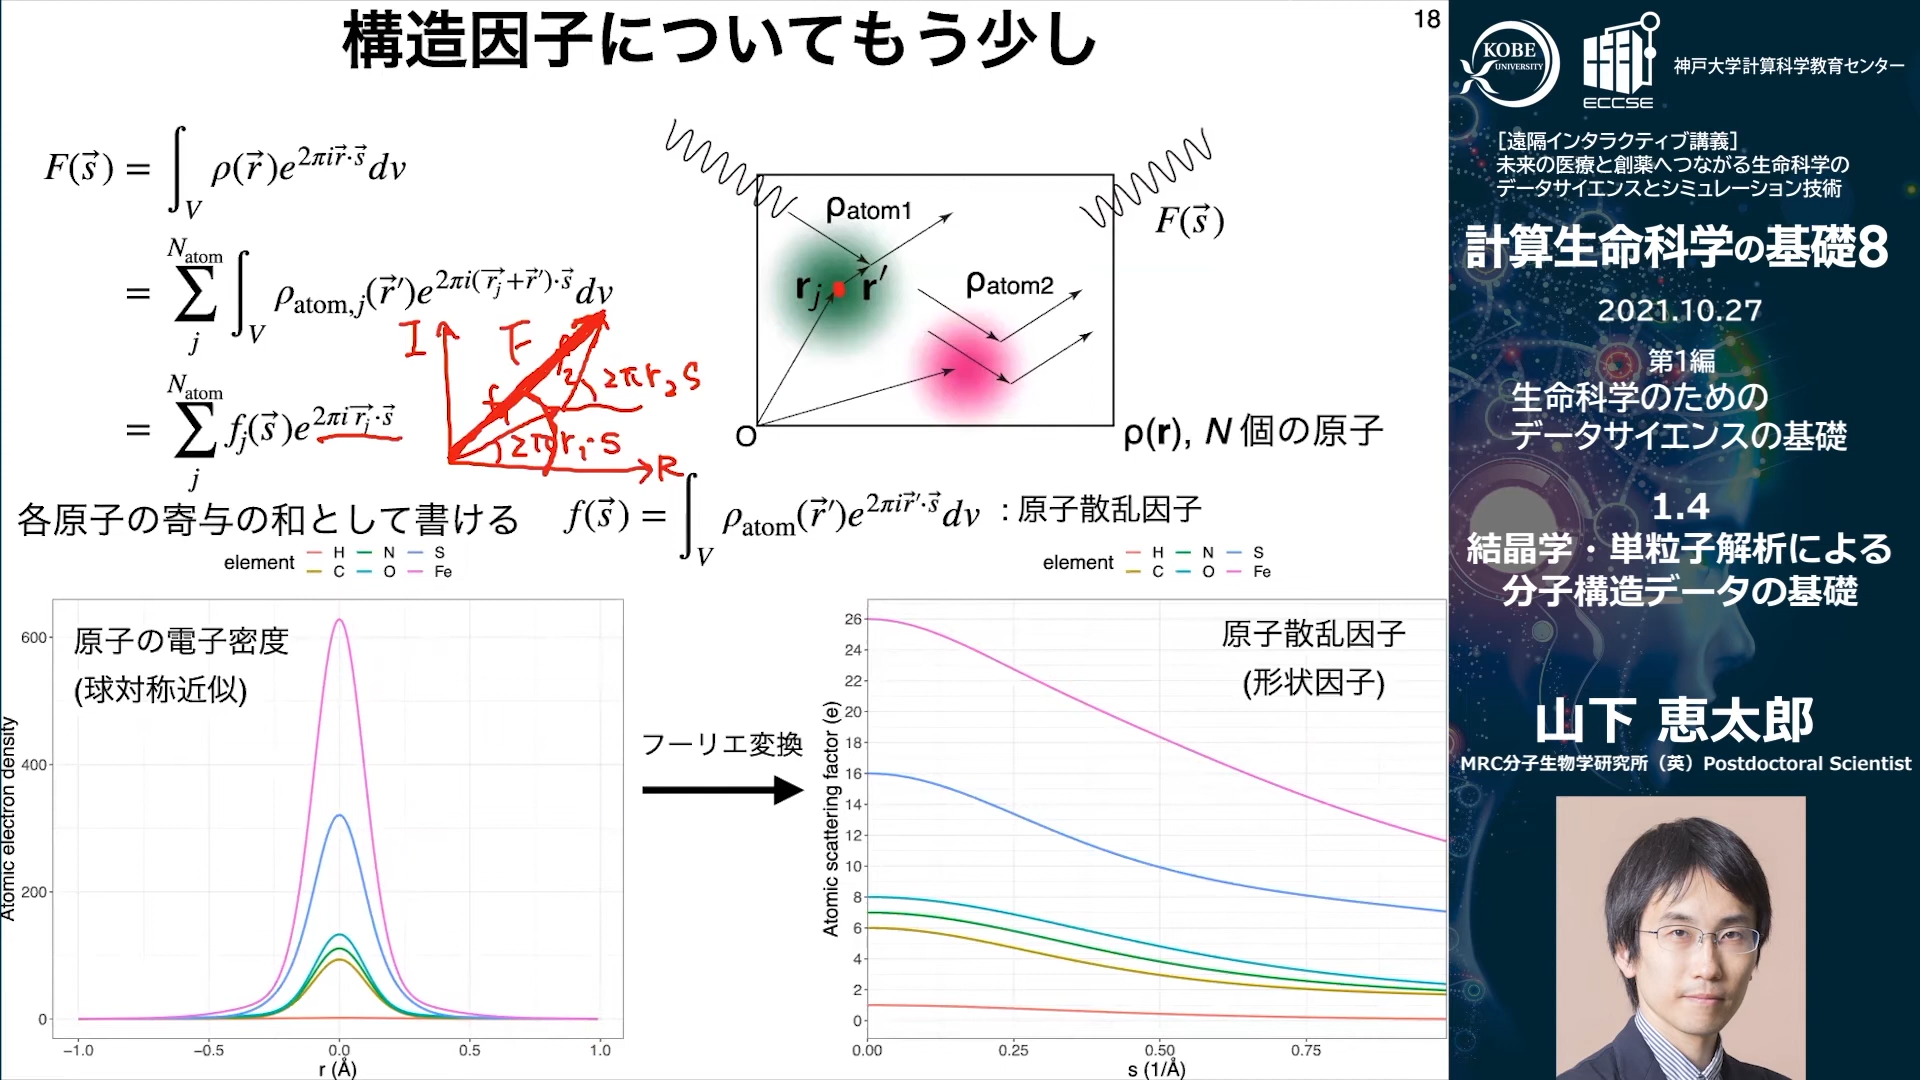 構造因子についてもう少し
18
F(s⃗) = ∫_V ρ(r⃗)e^{2πir⃗·s⃗}dv
= Σ_j^{N_atom} ∫_V ρ_{atom,j}(r⃗′)e^{2πi(r⃗_j+r⃗′)·s⃗}dv
= Σ_j^{N_atom} f_j(s⃗)e^{2πi r⃗_j·s⃗}
I
F
2πr₂s
f₁
f₂
2πr₁·s
R
ρatom1
F(s⃗)
rj
r′
ρatom2
O
ρ(r), N 個の原子
各原子の寄与の和として書ける
f(s⃗) = ∫_V ρ_atom(r⃗′)e^{2πir⃗′·s⃗}dv : 原子散乱因子
element
H N S
C O Fe
原子の電子密度
(球対称近似)
Atomic electron density
600
400
200
0
−1.0 −0.5 0.0 0.5 1.0
r (Å)
フーリエ変換
element
H N S
C O Fe
原子散乱因子
(形状因子)
Atomic scattering factor (e)
26
24
22
20
18
16
14
12
10
8
6
4
2
0
0.00 0.25 0.50 0.75
s (1/Å)
KOBE
UNIVERSITY
ECCSE
神戸大学計算科学教育センター
［遠隔インタラクティブ講義］
未来の医療と創薬へつながる生命科学の
データサイエンスとシミュレーション技術
計算生命科学の基礎8
2021.10.27
第1編
生命科学のための
データサイエンスの基礎
1.4
結晶学・単粒子解析による
分子構造データの基礎
山下 恵太郎
MRC分子生物学研究所（英）Postdoctoral Scientist